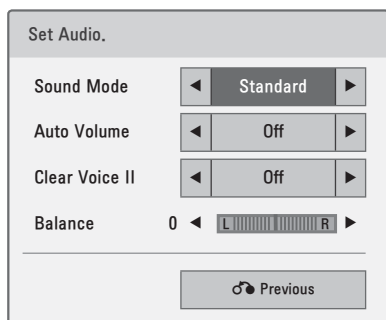 Set Audio.
Sound Mode ◀ Standard ▶
Auto Volume ◀ Off ▶
Clear Voice II ◀ Off ▶
Balance 0 ◀ L R ▶
Previous